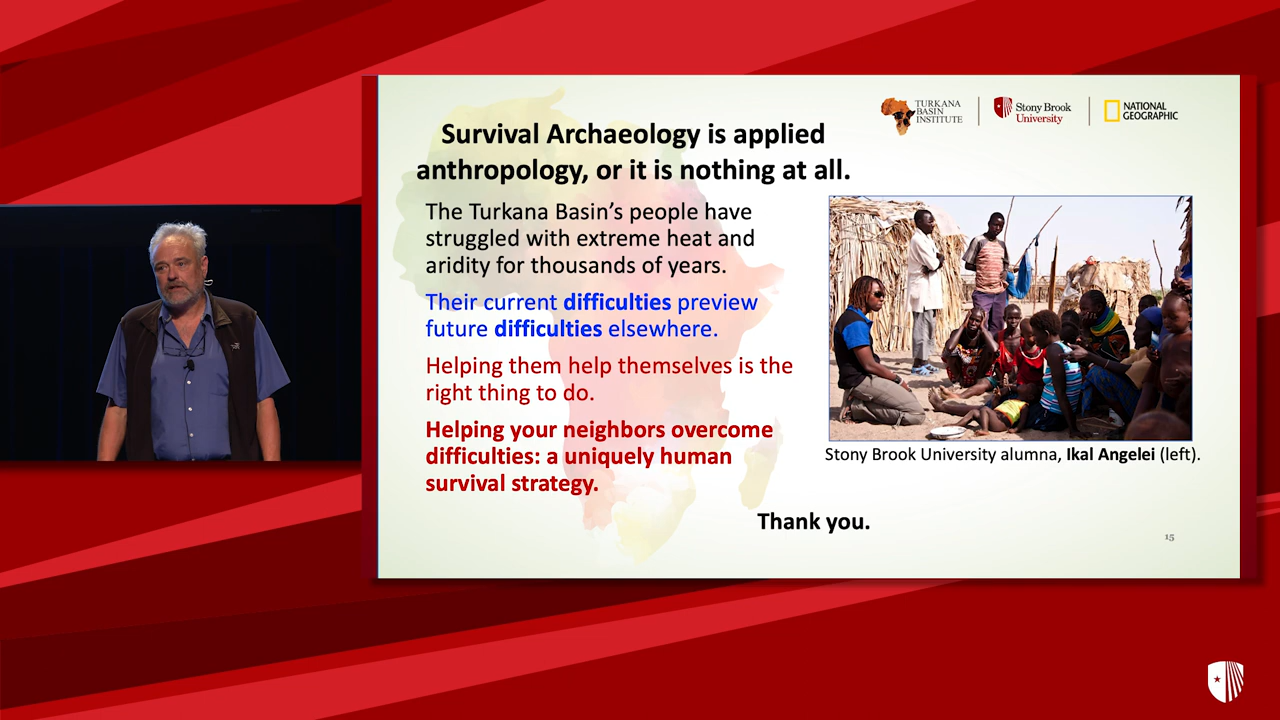 TURKANA
BASIN
INSTITUTE
Stony Brook
University
NATIONAL
GEOGRAPHIC
Survival Archaeology is applied
anthropology, or it is nothing at all.
The Turkana Basin’s people have
struggled with extreme heat and
aridity for thousands of years.
Their current difficulties preview
future difficulties elsewhere.
Helping them help themselves is the
right thing to do.
Helping your neighbors overcome
difficulties: a uniquely human
survival strategy.
Stony Brook University alumna, Ikal Angelei (left).
Thank you.
15